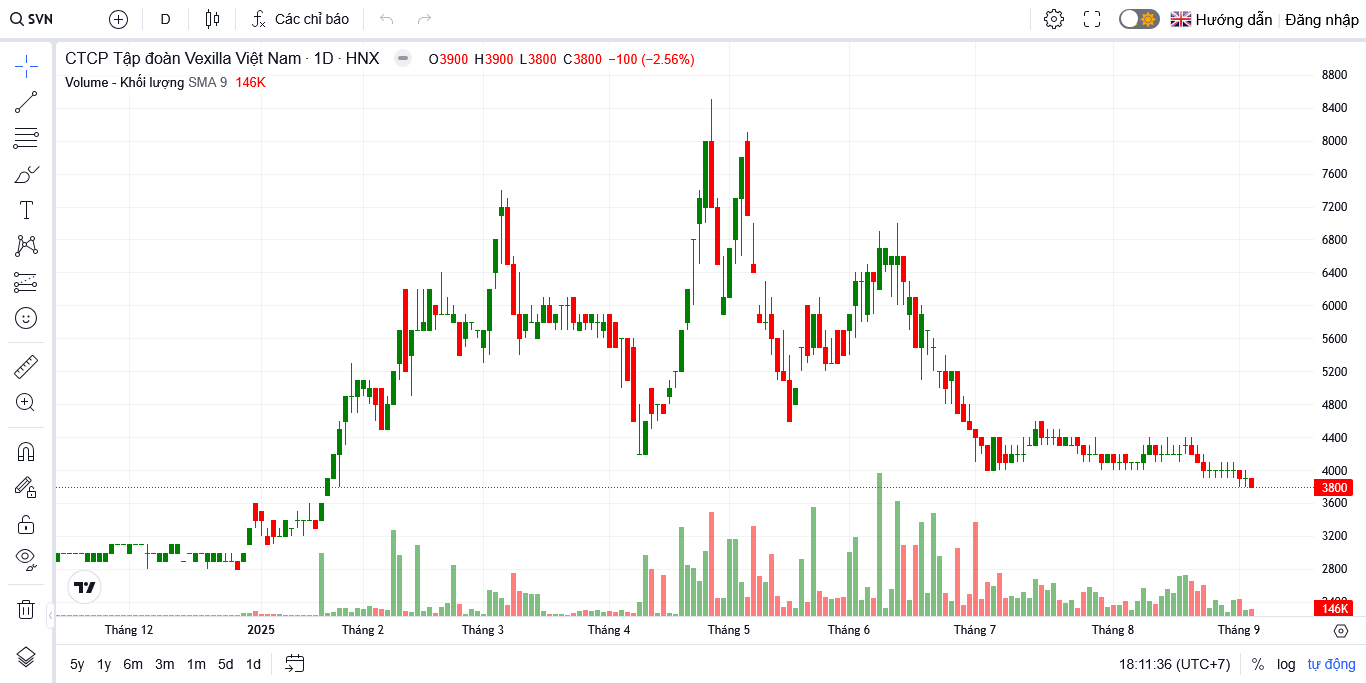 SVN D Các chỉ báo Hướng dẫn Đăng nhập
CTCP Tập đoàn Vexilla Việt Nam · 1D · HNX O3900 H3900 L3800 C3800 −100 (−2.56%)
Volume - Khối lượng SMA 9 146K
8800
8400
8000
7600
7200
6800
6400
6000
5600
5200
4800
4400
4000
3800
3600
3200
2800
146K
Tháng 12 2025 Tháng 2 Tháng 3 Tháng 4 Tháng 5 Tháng 6 Tháng 7 Tháng 8 Tháng 9
5y 1y 6m 3m 1m 5d 1d 18:11:36 (UTC+7) % log tự động